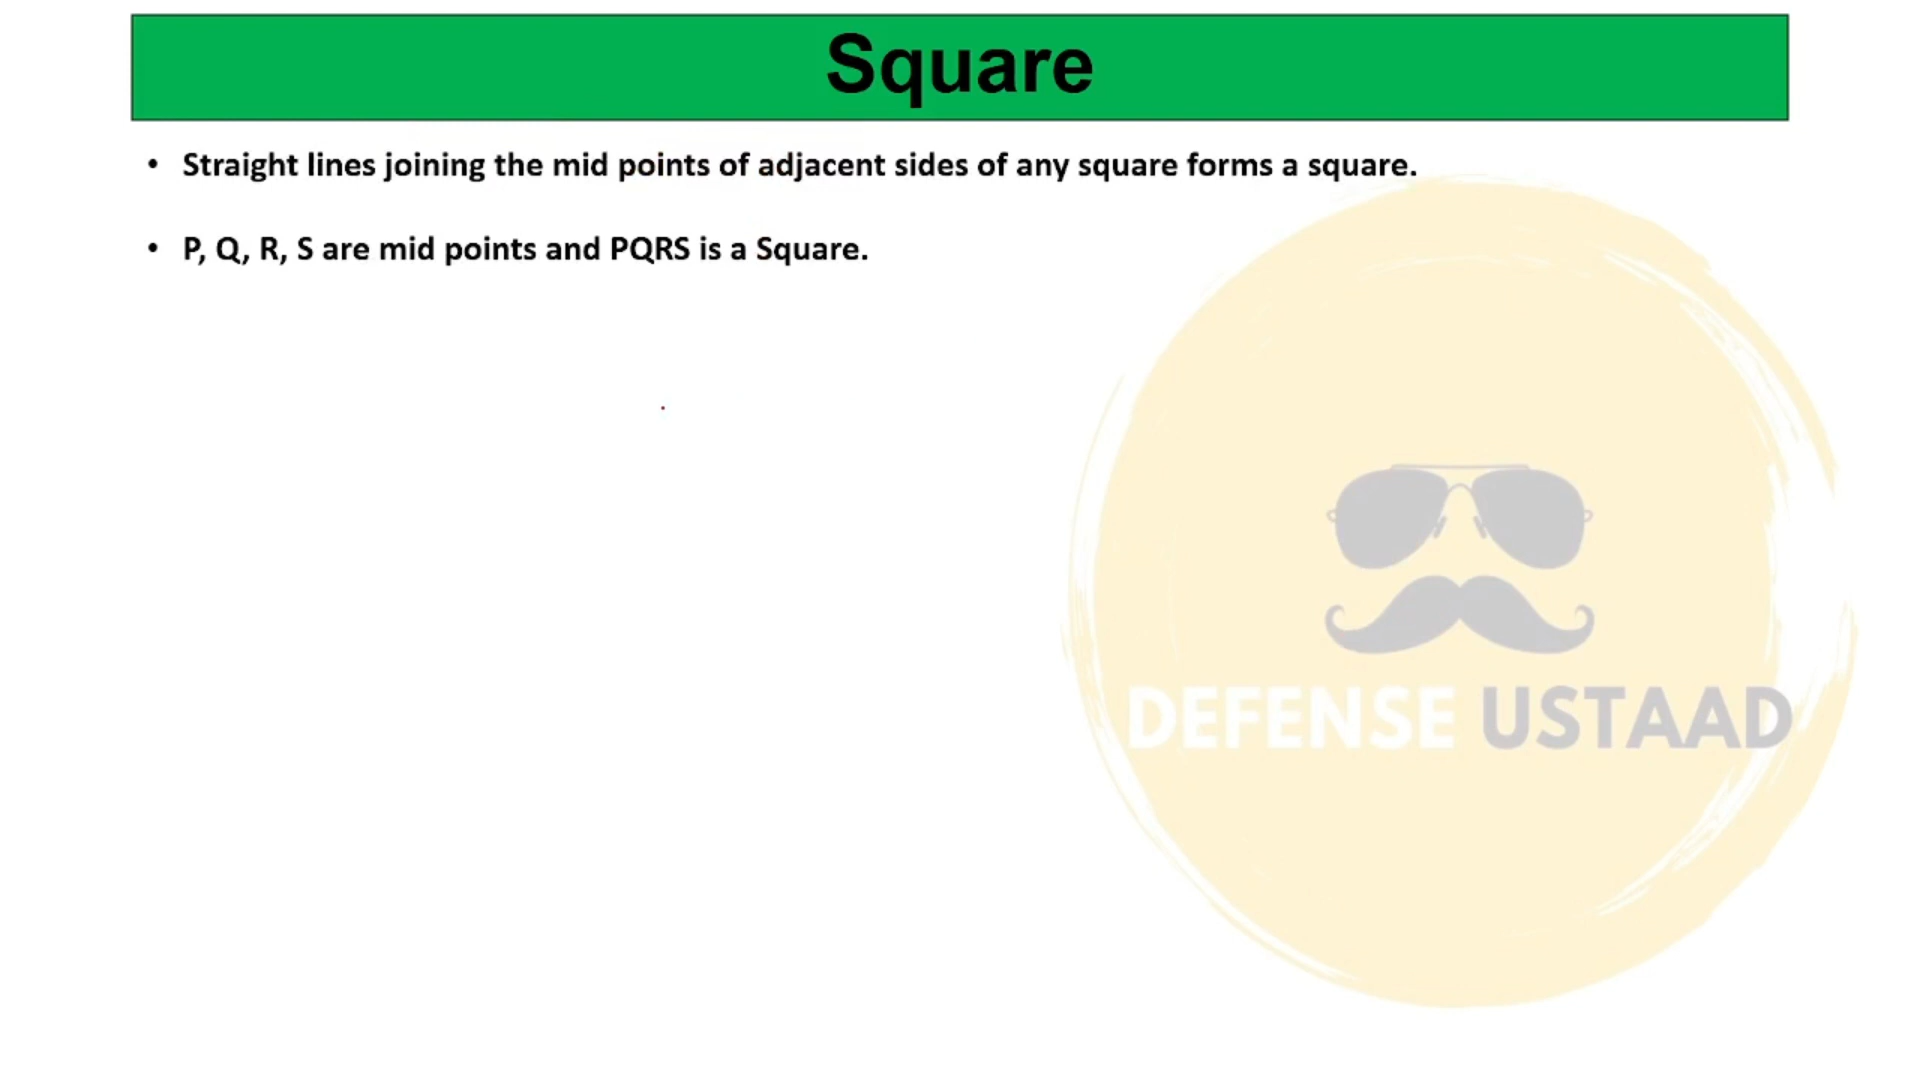 Square
• Straight lines joining the mid points of adjacent sides of any square forms a square.
• P, Q, R, S are mid points and PQRS is a Square.
DEFENSE USTAAD